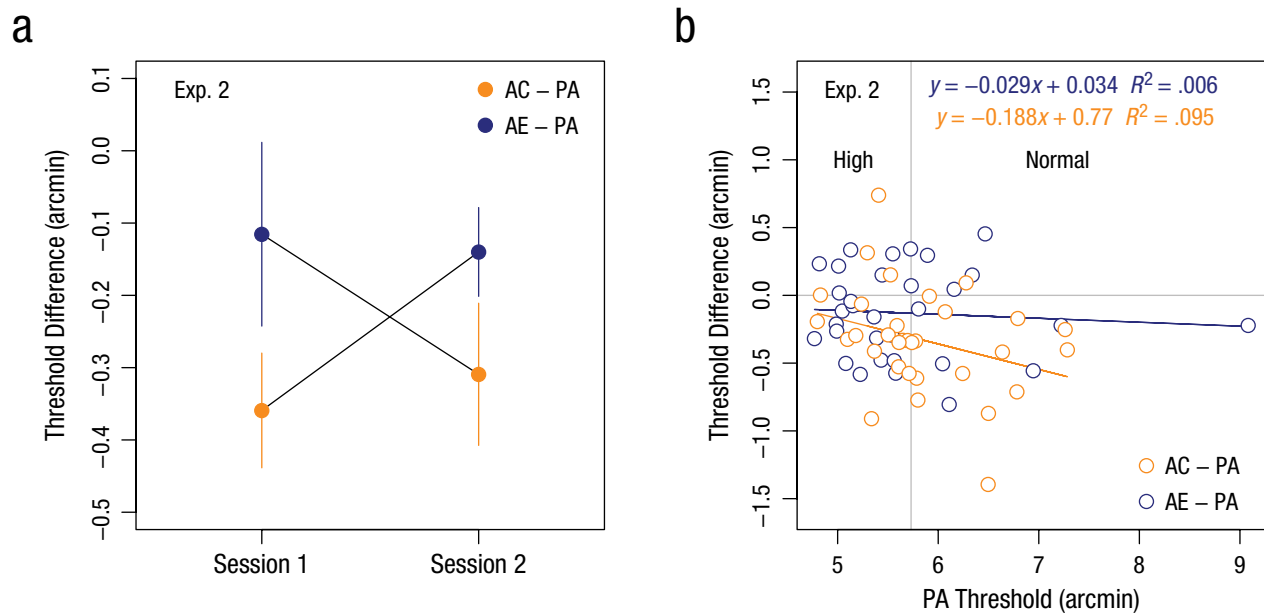 a
Exp. 2
AC – PA
AE – PA
Threshold Difference (arcmin)
0.1
0.0
−0.1
−0.2
−0.3
−0.4
−0.5
Session 1
Session 2
b
Exp. 2
y = −0.029x + 0.034 R² = .006
y = −0.188x + 0.77 R² = .095
High
Normal
Threshold Difference (arcmin)
1.5
1.0
0.5
0.0
−0.5
−1.0
−1.5
AC – PA
AE – PA
5 6 7 8 9
PA Threshold (arcmin)